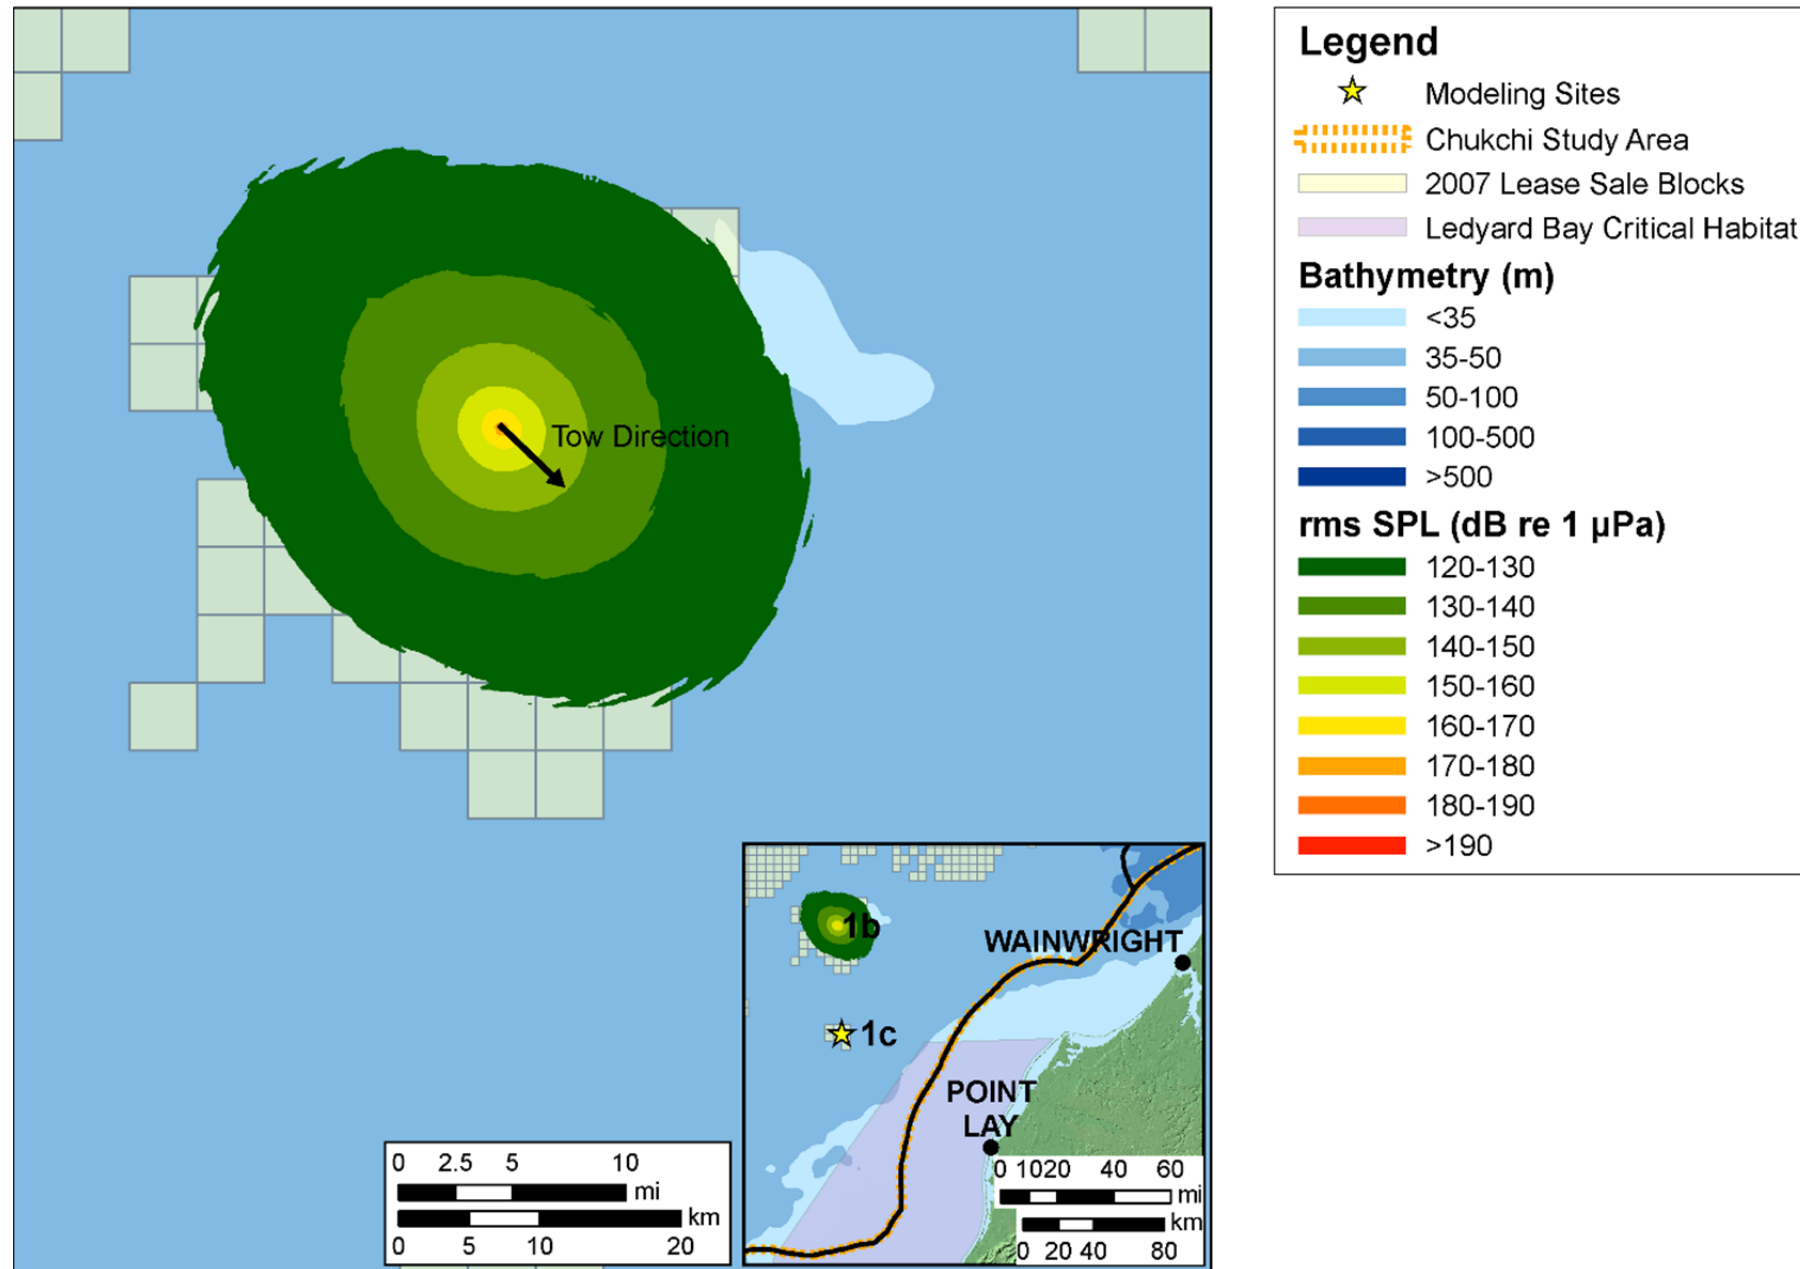 Tow Direction
0 2.5 5 10
mi
km
0 5 10 20
1b
WAINWRIGHT
1c
POINT
LAY
0 10 20 40 60
mi
km
0 20 40 80
Legend
Modeling Sites
Chukchi Study Area
2007 Lease Sale Blocks
Ledyard Bay Critical Habitat
Bathymetry (m)
<35
35-50
50-100
100-500
>500
rms SPL (dB re 1 µPa)
120-130
130-140
140-150
150-160
160-170
170-180
180-190
>190